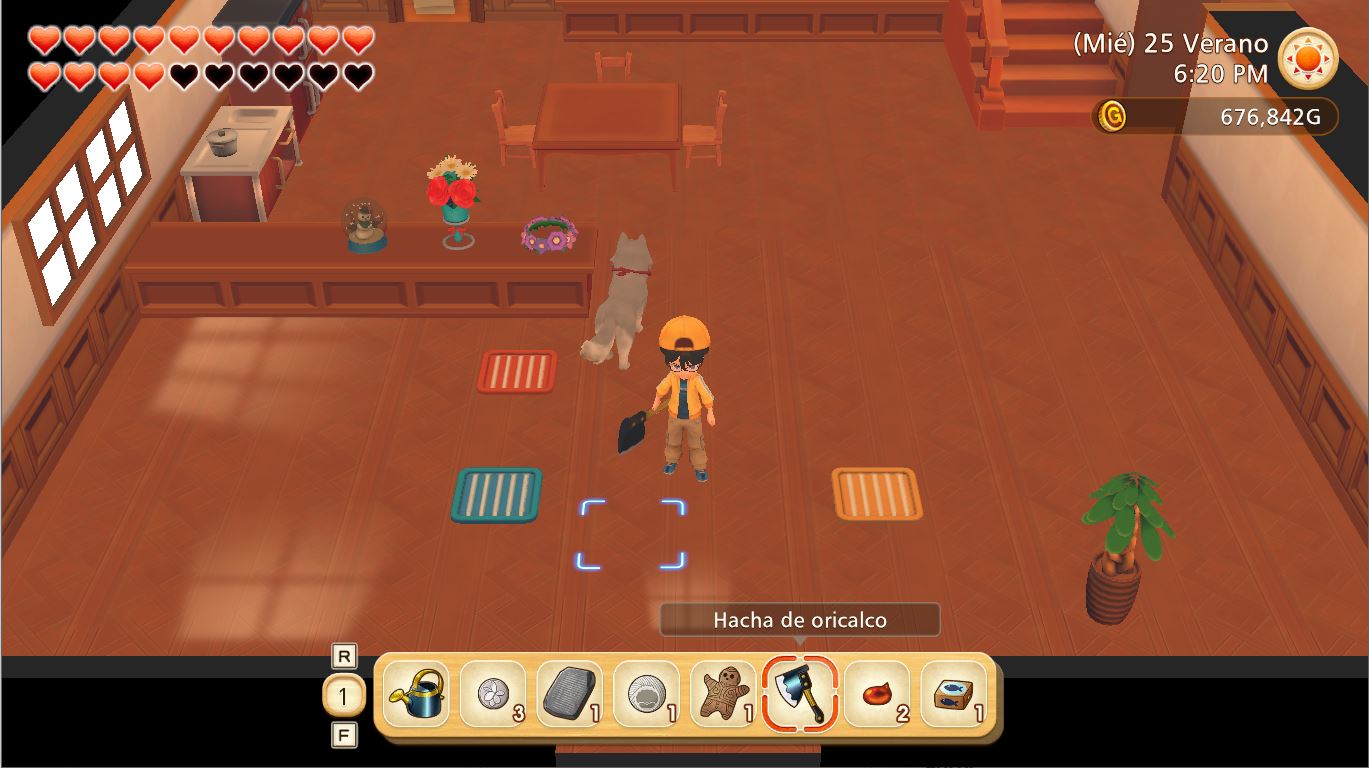 (Mié) 25 Verano
6:20 PM
G
676,842G
Hacha de oricalco
R
1
F
3
1
1
1
2
1